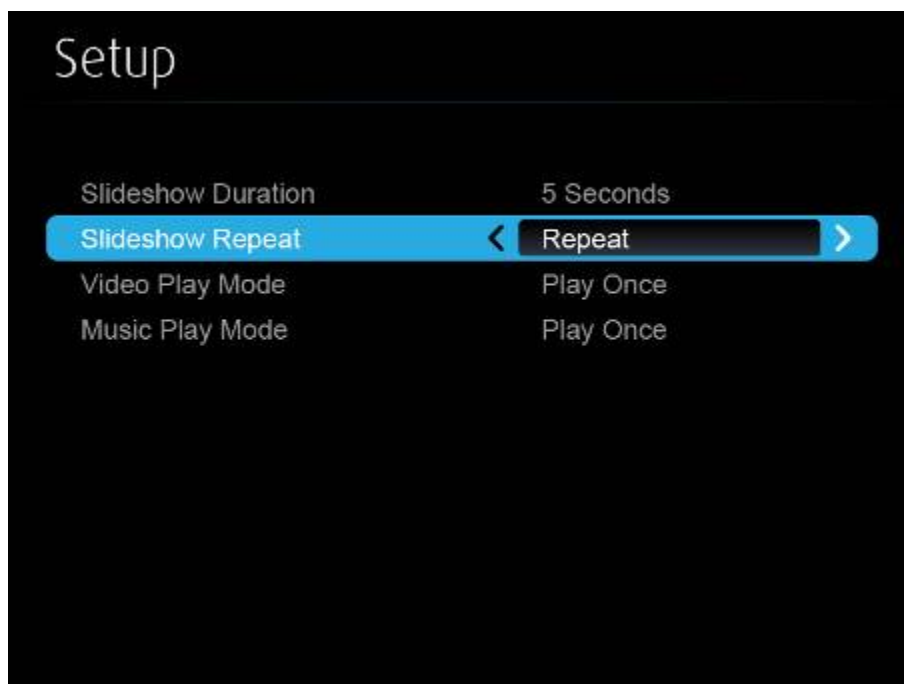 Setup
Slideshow Duration 5 Seconds
Slideshow Repeat Repeat
Video Play Mode Play Once
Music Play Mode Play Once